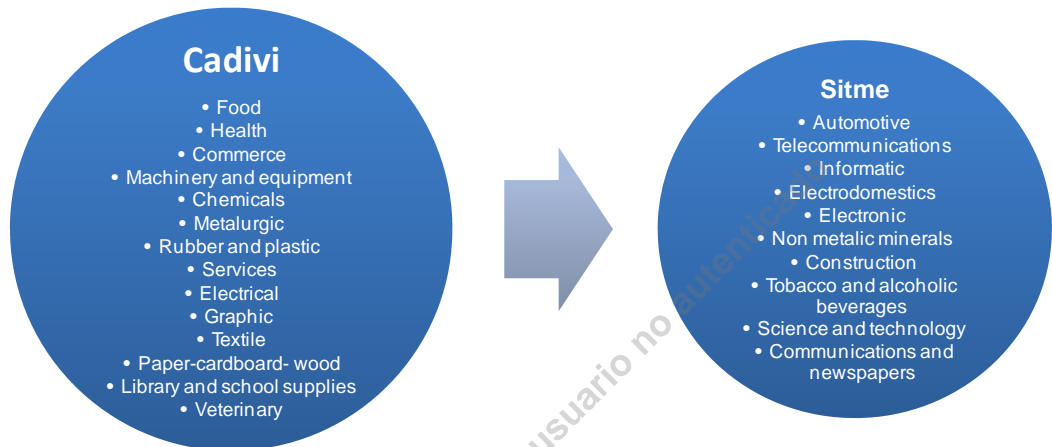 Cadivi
• Food
• Health
• Commerce
• Machinery and equipment
• Chemicals
• Metalurgic
• Rubber and plastic
• Services
• Electrical
• Graphic
• Textile
• Paper-cardboard- wood
• Library and school supplies
• Veterinary
Sitme
• Automotive
• Telecommunications
• Informatic
• Electrodomestics
• Electronic
• Non metalic minerals
• Construction
• Tobacco and alcoholic
beverages
• Science and technology
• Communications and
newspapers
usuario no autenticado